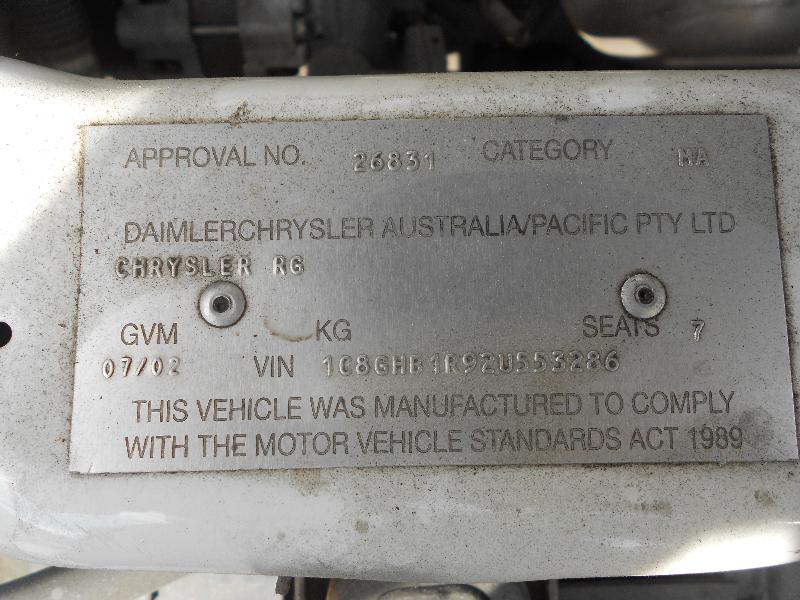 APPROVAL NO. 26831 CATEGORY MA
DAIMLERCHRYSLER AUSTRALIA/PACIFIC PTY LTD
CHRYSLER RG
GVM KG SEATS 7
07/02 VIN 1C8GHB1R92U553286
THIS VEHICLE WAS MANUFACTURED TO COMPLY
WITH THE MOTOR VEHICLE STANDARDS ACT 1989